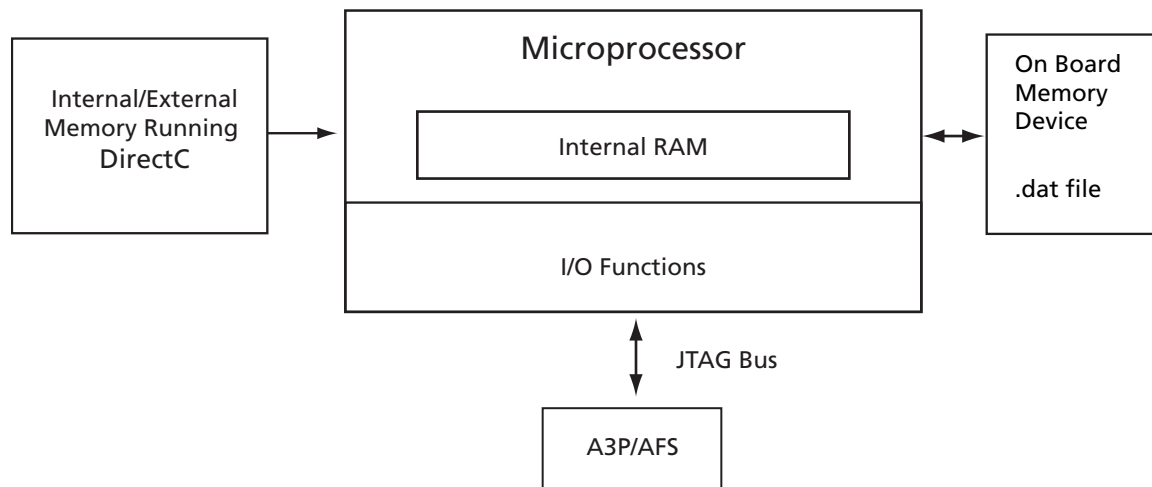 Microprocessor
Internal/External
Memory Running
DirectC
Internal RAM
On Board
Memory
Device
.dat file
I/O Functions
JTAG Bus
A3P/AFS